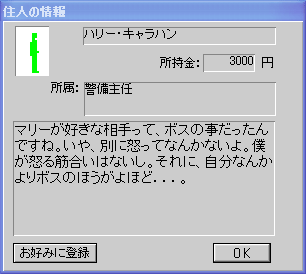 住人の情報
ハリー・キャラハン
所持金: 3000 円
所属: 警備主任
マリーが好きな相手って、ボスの事だったん
ですね。いや、別に怒ってなんかないよ。僕
が怒る筋合いはないし。それに、自分なんか
よりボスのほうがよほど．．．。
お好みに登録
OK